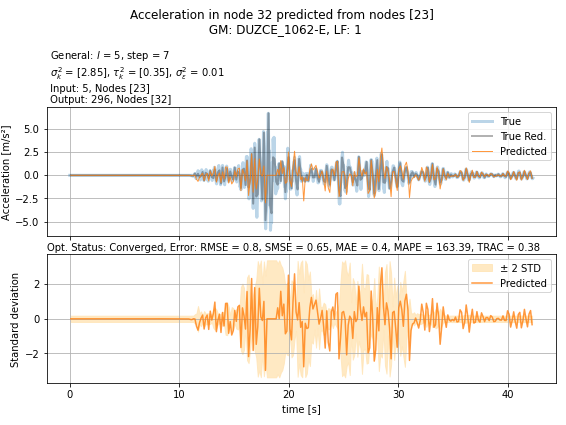 Acceleration in node 32 predicted from nodes [23]
GM: DUZCE_1062-E, LF: 1
General: l = 5, step = 7
σ²ₖ = [2.85], τ²ₖ = [0.35], σ²ε = 0.01
Input: 5, Nodes [23]
Output: 296, Nodes [32]
Acceleration [m/s²]
5.0
2.5
0.0
−2.5
−5.0
True
True Red.
Predicted
Opt. Status: Converged, Error: RMSE = 0.8, SMSE = 0.65, MAE = 0.4, MAPE = 163.39, TRAC = 0.38
Standard deviation
2
0
−2
± 2 STD
Predicted
0 10 20 30 40
time [s]